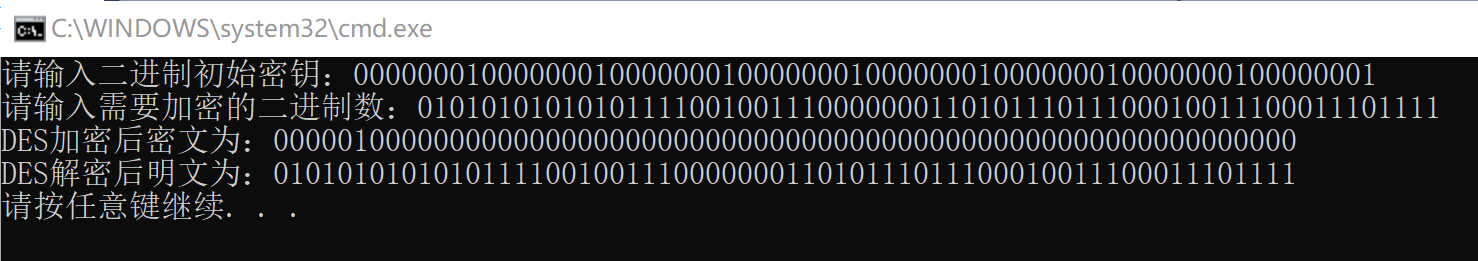 C:\WINDOWS\system32\cmd.exe
请输入二进制初始密钥：0000000100000001000000010000000100000001000000010000000100000001
请输入需要加密的二进制数：0101010101010111100100111000000011010111011100010011100011101111
DES加密后密文为：0000010000000000000000000000000000000000000000000000000000000000
DES解密后明文为：0101010101010111100100111000000011010111011100010011100011101111
请按任意键继续. . .